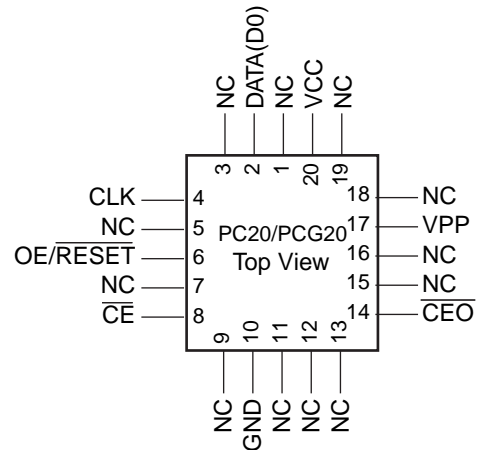 NC
DATA(D0)
NC
VCC
NC
3
2
1
20
19
CLK 4
NC 5
OE/RESET 6
NC 7
CE 8
18 NC
17 VPP
16 NC
15 NC
14 CEO
PC20/PCG20
Top View
9
10
11
12
13
NC
GND
NC
NC
NC